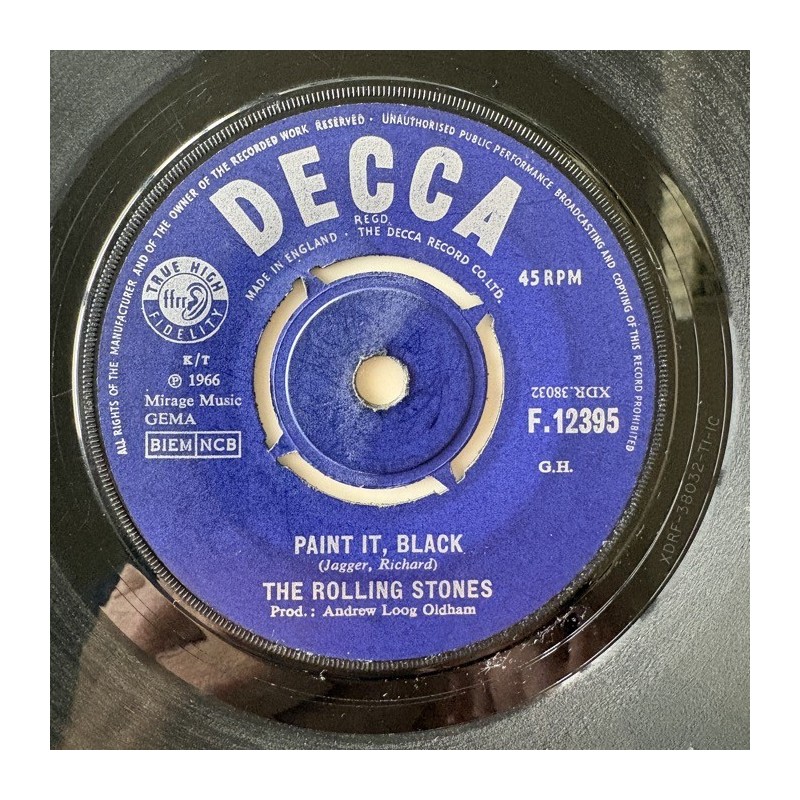 ALL RIGHTS OF THE MANUFACTURER AND OF THE OWNER OF THE RECORDED WORK RESERVED · UNAUTHORISED PUBLIC PERFORMANCE BROADCASTING AND COPYING OF THIS RECORD PROHIBITED
DECCA
REGD.
MADE IN ENGLAND · THE DECCA RECORD CO. LTD.
TRUE HIGH
ffrr
FIDELITY
45 RPM
K/T
℗ 1966
Mirage Music
GEMA
BIEM NCB
XDR.38032
F.12395
G.H.
PAINT IT, BLACK
(Jagger, Richard)
THE ROLLING STONES
Prod.: Andrew Loog Oldham
XDRF-38032-T1-1C